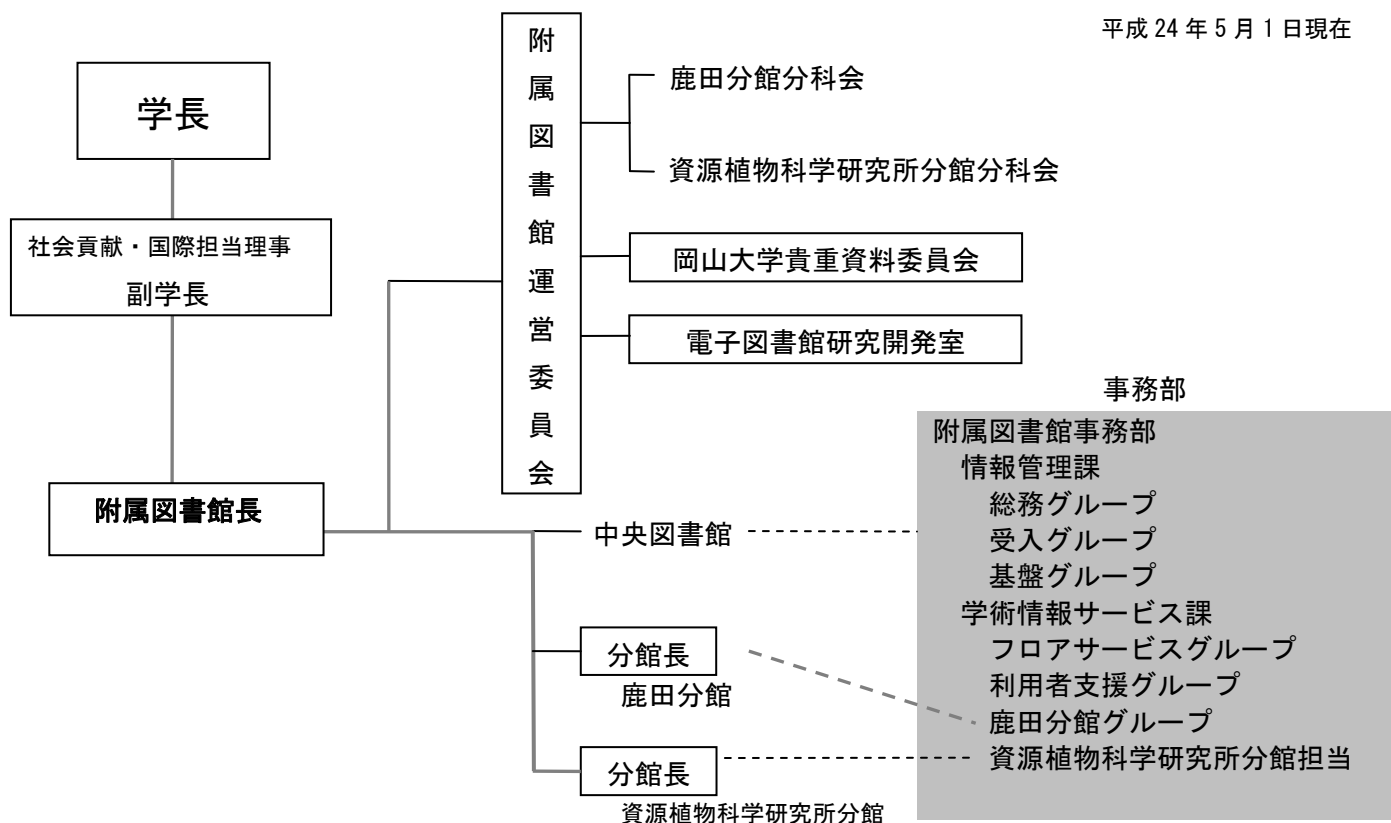 平成24年5月1日現在
学長
社会貢献・国際担当理事
副学長
附属図書館長
附属図書館運営委員会
鹿田分館分科会
資源植物科学研究所分館分科会
岡山大学貴重資料委員会
電子図書館研究開発室
中央図書館
分館長
鹿田分館
分館長
資源植物科学研究所分館
事務部
附属図書館事務部
情報管理課
総務グループ
受入グループ
基盤グループ
学術情報サービス課
フロアサービスグループ
利用者支援グループ
鹿田分館グループ
資源植物科学研究所分館担当